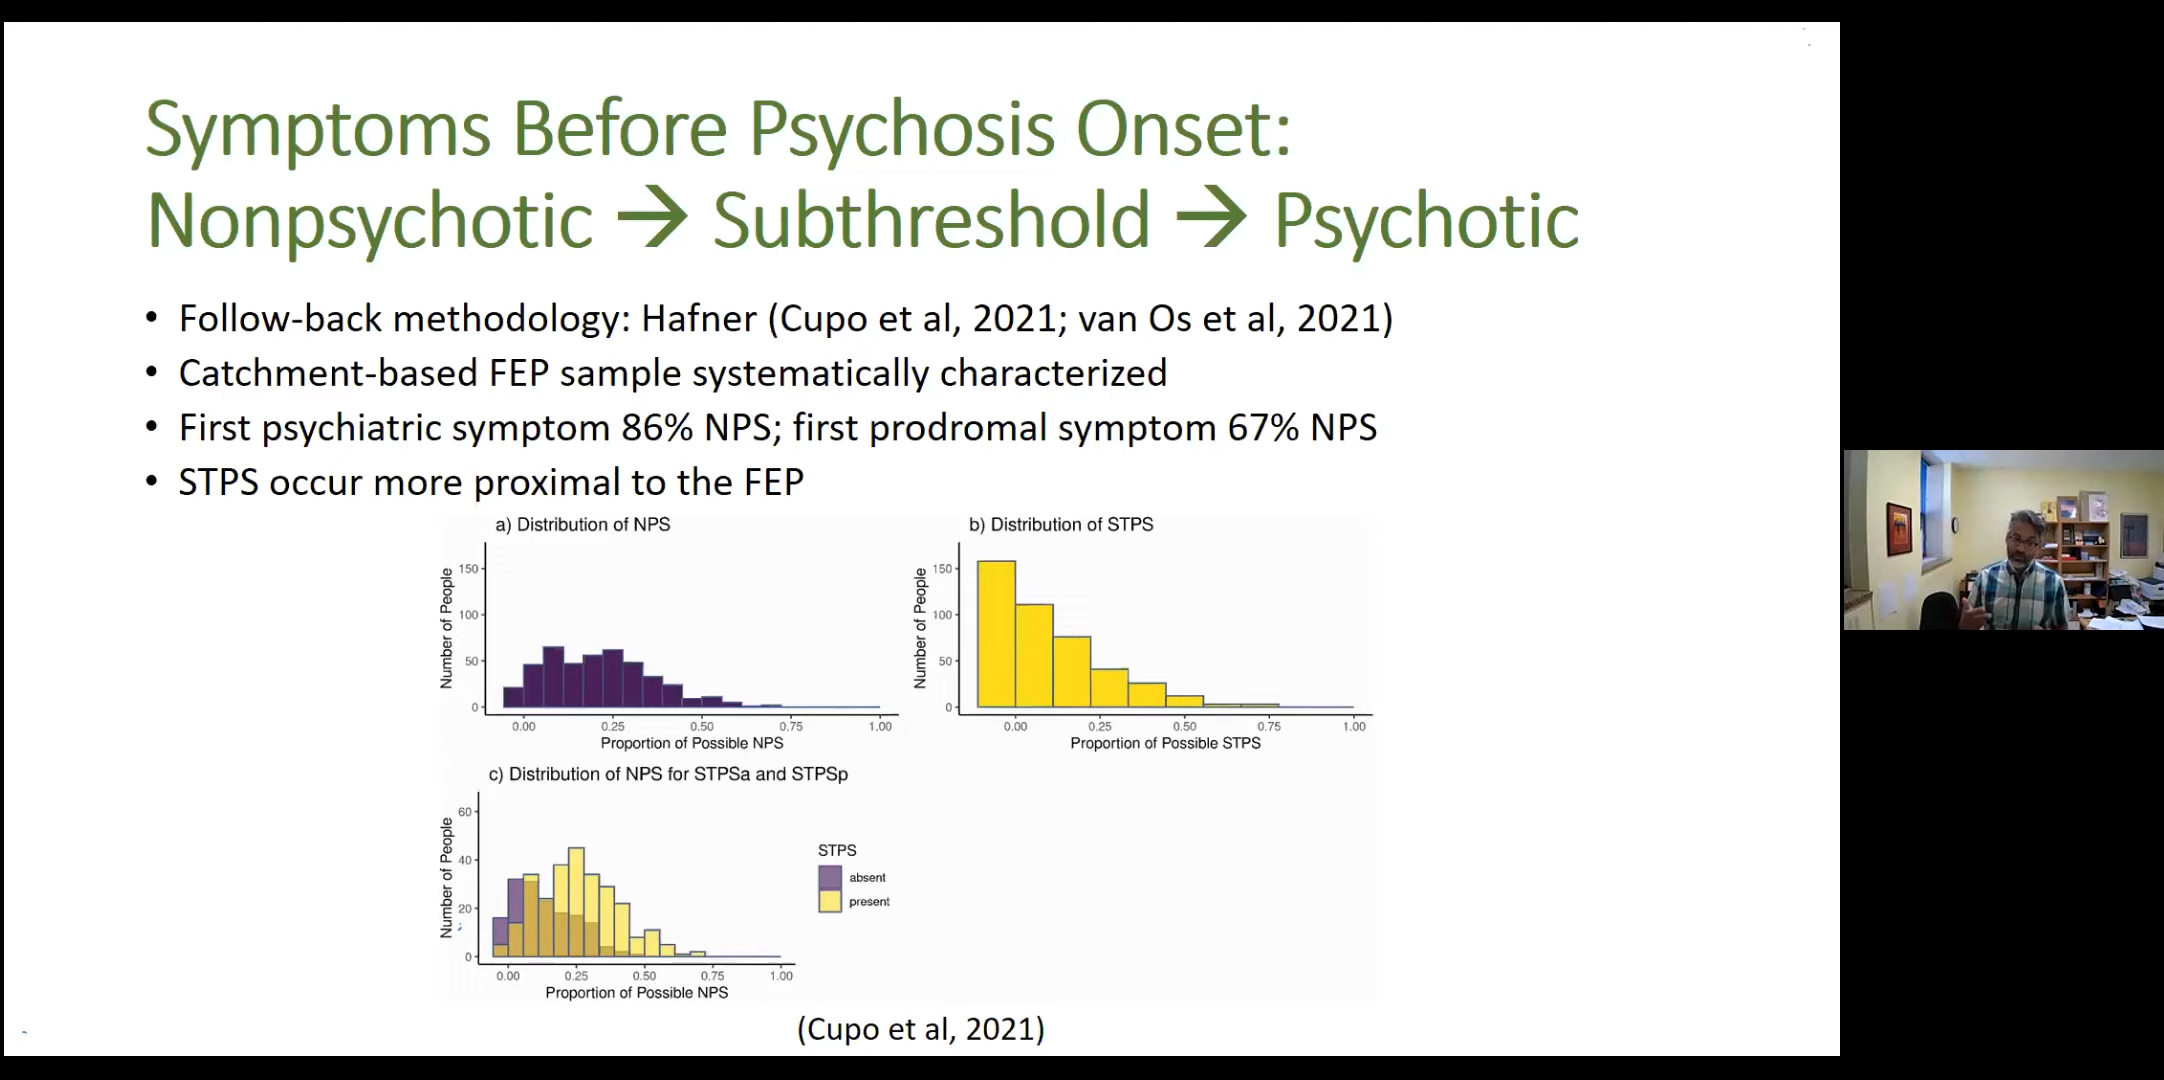 Symptoms Before Psychosis Onset:
Nonpsychotic → Subthreshold → Psychotic
• Follow-back methodology: Hafner (Cupo et al, 2021; van Os et al, 2021)
• Catchment-based FEP sample systematically characterized
• First psychiatric symptom 86% NPS; first prodromal symptom 67% NPS
• STPS occur more proximal to the FEP
a) Distribution of NPS
Number of People
150
100
50
0
0.00 0.25 0.50 0.75 1.00
Proportion of Possible NPS
b) Distribution of STPS
Number of People
150
100
50
0
0.00 0.25 0.50 0.75 1.00
Proportion of Possible STPS
c) Distribution of NPS for STPSa and STPSp
Number of People
60
40
20
0
0.00 0.25 0.50 0.75 1.00
Proportion of Possible NPS
STPS
absent
present
(Cupo et al, 2021)